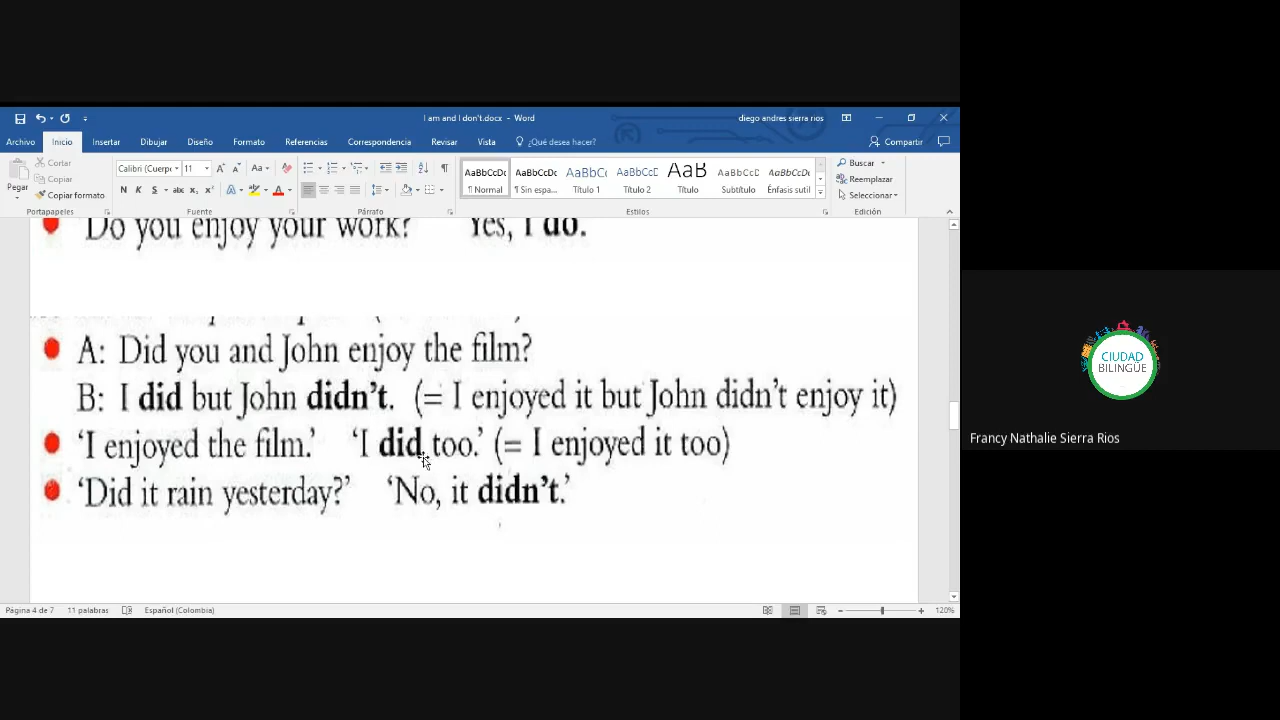 I am and I don't.docx - Word
diego andres sierra rios
Archivo Inicio Insertar Dibujar Diseño Formato Referencias Correspondencia Revisar Vista ¿Qué desea hacer? Compartir
Pegar
Cortar
Copiar
Copiar formato
Portapapeles
Calibri (Cuerpo 11
Aa
N K S abc x₂ x² A
Fuente
Párrafo
AaBbCcDc AaBbCcDc AaBbCc AaBbCcC AaB AaBbCcC AaBbCcDc
¶ Normal ¶ Sin espa... Título 1 Título 2 Título Subtítulo Énfasis sutil
Estilos
Buscar
Reemplazar
Seleccionar
Edición
Do you enjoy your work? Yes, I do.
A: Did you and John enjoy the film?
B: I did but John didn't. (= I enjoyed it but John didn't enjoy it)
'I enjoyed the film.' 'I did too.' (= I enjoyed it too)
'Did it rain yesterday?' 'No, it didn't.'
Página 4 de 7 11 palabras Español (Colombia) 120%
CIUDAD
BILINGÜE
Francy Nathalie Sierra Rios